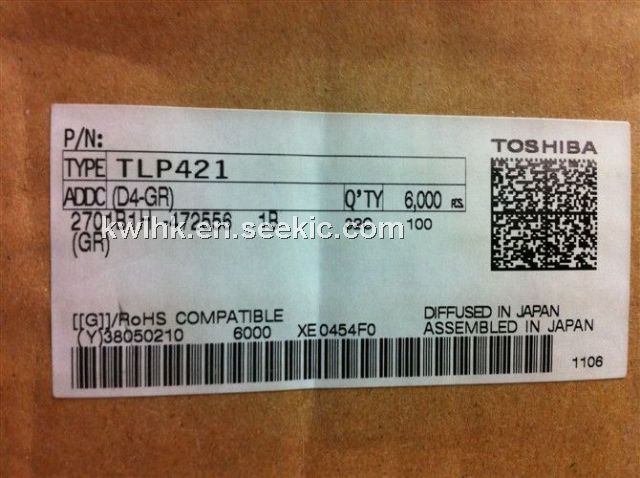 P/N:
TOSHIBA
TYPE TLP421
ADDC (D4-GR) Q'TY 6,000 PCS.
100
kwlhk.en.seekic.com
(GR)
[[G]]/RoHS COMPATIBLE
DIFFUSED IN JAPAN
(Y)38050210 6000 XE0454F0
ASSEMBLED IN JAPAN
1106